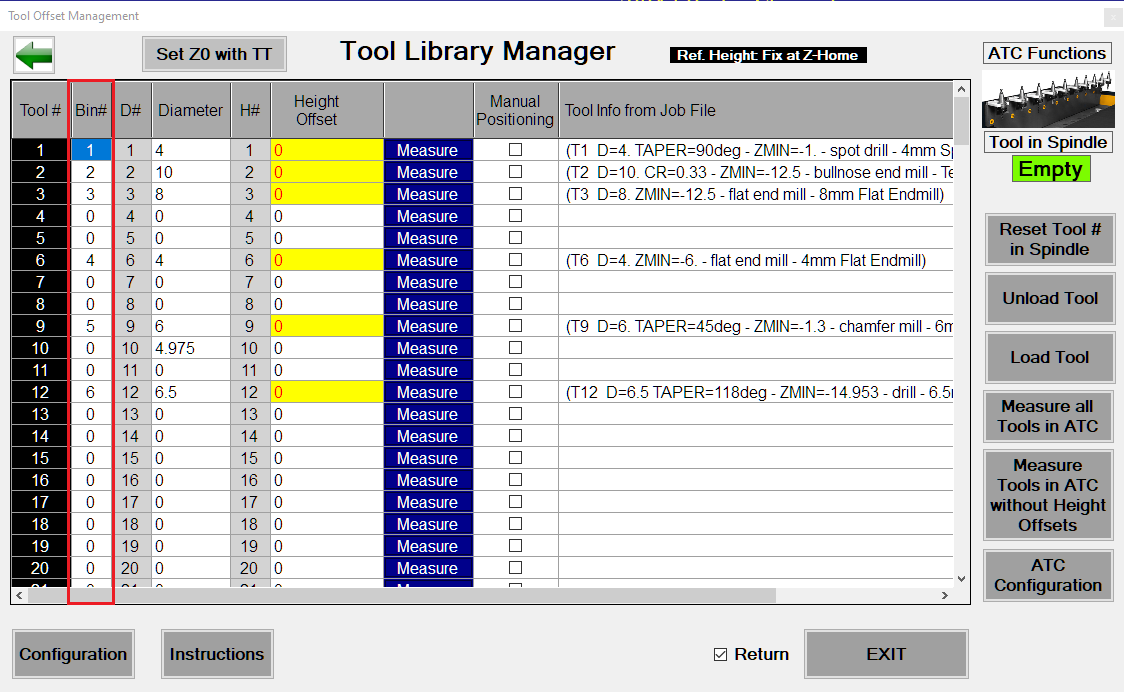 Tool Offset Management
Set Z0 with TT
Tool Library Manager
Ref. Height: Fix at Z-Home
ATC Functions
Tool # Bin# D# Diameter H# Height Offset Manual Positioning Tool Info from Job File
1 1 1 4 1 0 Measure (T1 D=4. TAPER=90deg - ZMIN=-1. - spot drill - 4mm
2 2 2 10 2 0 Measure (T2 D=10. CR=0.33 - ZMIN=-12.5 - bullnose end mill -
3 3 3 8 3 0 Measure (T3 D=8. ZMIN=-12.5 - flat end mill - 8mm Flat Endmill)
4 0 4 0 4 0 Measure
5 0 5 0 5 0 Measure
6 4 6 4 6 0 Measure (T6 D=4. ZMIN=-6. - flat end mill - 4mm Flat Endmill)
7 0 7 0 7 0 Measure
8 0 8 0 8 0 Measure
9 5 9 6 9 0 Measure (T9 D=6. TAPER=45deg - ZMIN=-1.3 - chamfer mill -
10 0 10 4.975 10 0 Measure
11 0 11 0 11 0 Measure
12 6 12 6.5 12 0 Measure (T12 D=6.5 TAPER=118deg - ZMIN=-14.953 - drill -
13 0 13 0 13 0 Measure
14 0 14 0 14 0 Measure
15 0 15 0 15 0 Measure
16 0 16 0 16 0 Measure
17 0 17 0 17 0 Measure
18 0 18 0 18 0 Measure
19 0 19 0 19 0 Measure
20 0 20 0 20 0 Measure
Tool in Spindle
Empty
Reset Tool #
in Spindle
Unload Tool
Load Tool
Measure all
Tools in ATC
Measure
Tools in ATC
without Height
Offsets
ATC
Configuration
Configuration
Instructions
Return
EXIT